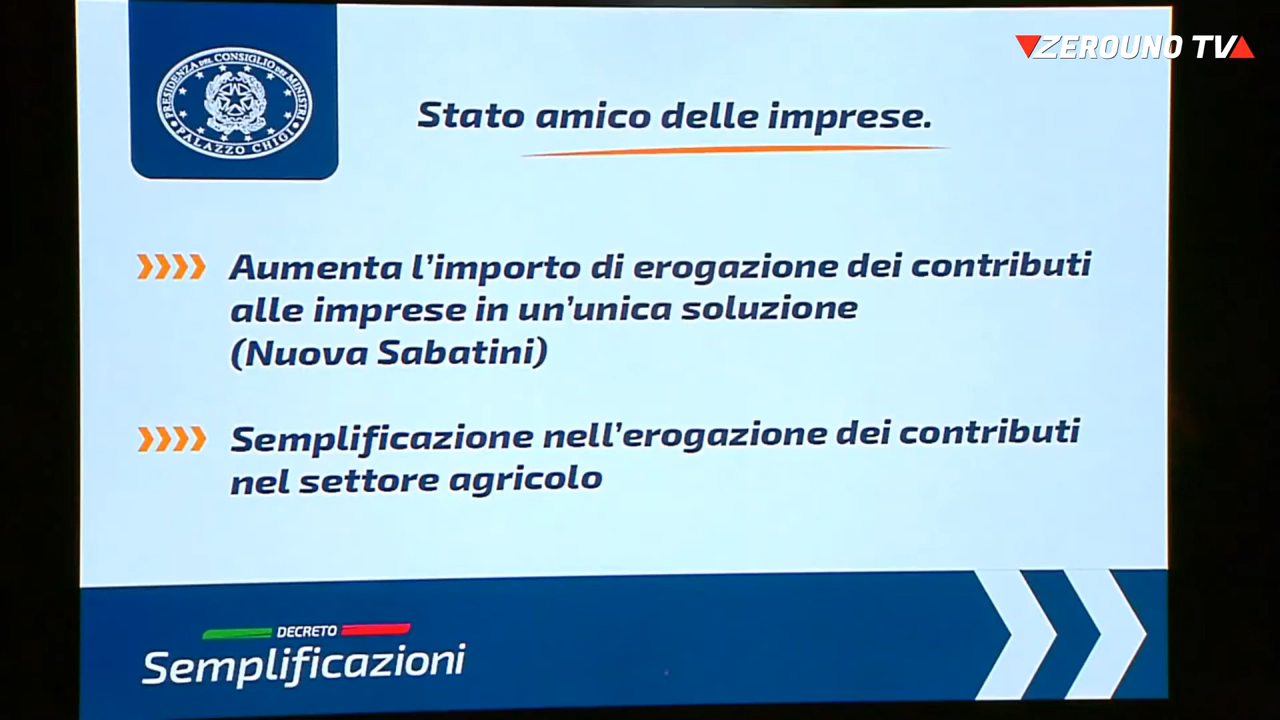 ZEROUNO TV
PRESIDENZA DEL CONSIGLIO DEI MINISTRI
PALAZZO CHIGI
Stato amico delle imprese.
Aumenta l'importo di erogazione dei contributi
alle imprese in un'unica soluzione
(Nuova Sabatini)
Semplificazione nell'erogazione dei contributi
nel settore agricolo
DECRETO
Semplificazioni